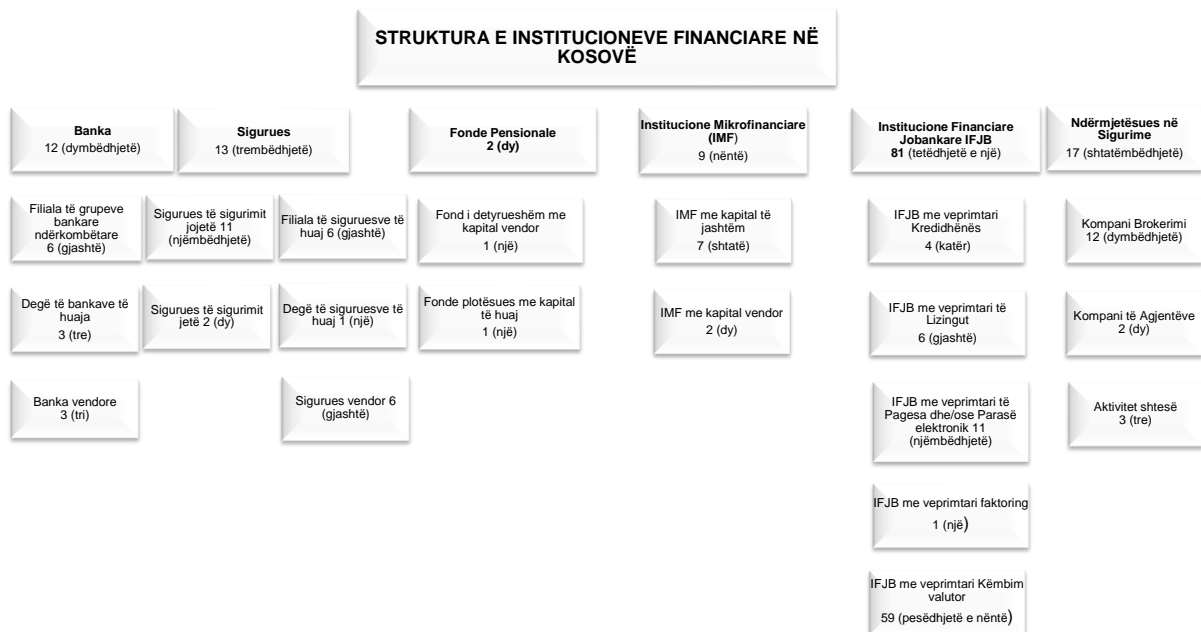 STRUKTURA E INSTITUCIONEVE FINANCIARE NË
KOSOVË
Banka
12 (dymbëdhjetë)
Filiala të grupeve
bankare
ndërkombëtare
6 (gjashtë)
Degë të bankave të
huaja
3 (tre)
Banka vendore
3 (tri)
Sigurues
13 (trembëdhjetë)
Sigurues të sigurimit
jojetë 11
(njëmbëdhjetë)
Sigurues të sigurimit
jetë 2 (dy)
Filiala të siguruesve të
huaj 6 (gjashtë)
Degë të siguruesve të
huaj 1 (një)
Sigurues vendor 6
(gjashtë)
Fonde Pensionale
2 (dy)
Fond i detyrueshëm me
kapital vendor
1 (një)
Fonde plotësues me kapital
të huaj
1 (një)
Institucione Mikrofinanciare
(IMF)
9 (nëntë)
IMF me kapital të
jashtëm
7 (shtatë)
IMF me kapital vendor
2 (dy)
Institucione Financiare
Jobankare IFJB
81 (tetëdhjetë e një)
IFJB me veprimtari
Kredidhënës
4 (katër)
IFJB me veprimtari të
Lizingut
6 (gjashtë)
IFJB me veprimtari të
Pagesa dhe/ose Parasë
elektronik 11
(njëmbëdhjetë)
IFJB me veprimtari faktoring
1 (një)
IFJB me veprimtari Këmbim
valutor
59 (pesëdhjetë e nëntë)
Ndërmjetësues në
Sigurime
17 (shtatëmbëdhjetë)
Kompani Brokerimi
12 (dymbëdhjetë)
Kompani të Agjentëve
2 (dy)
Aktivitet shtesë
3 (tre)